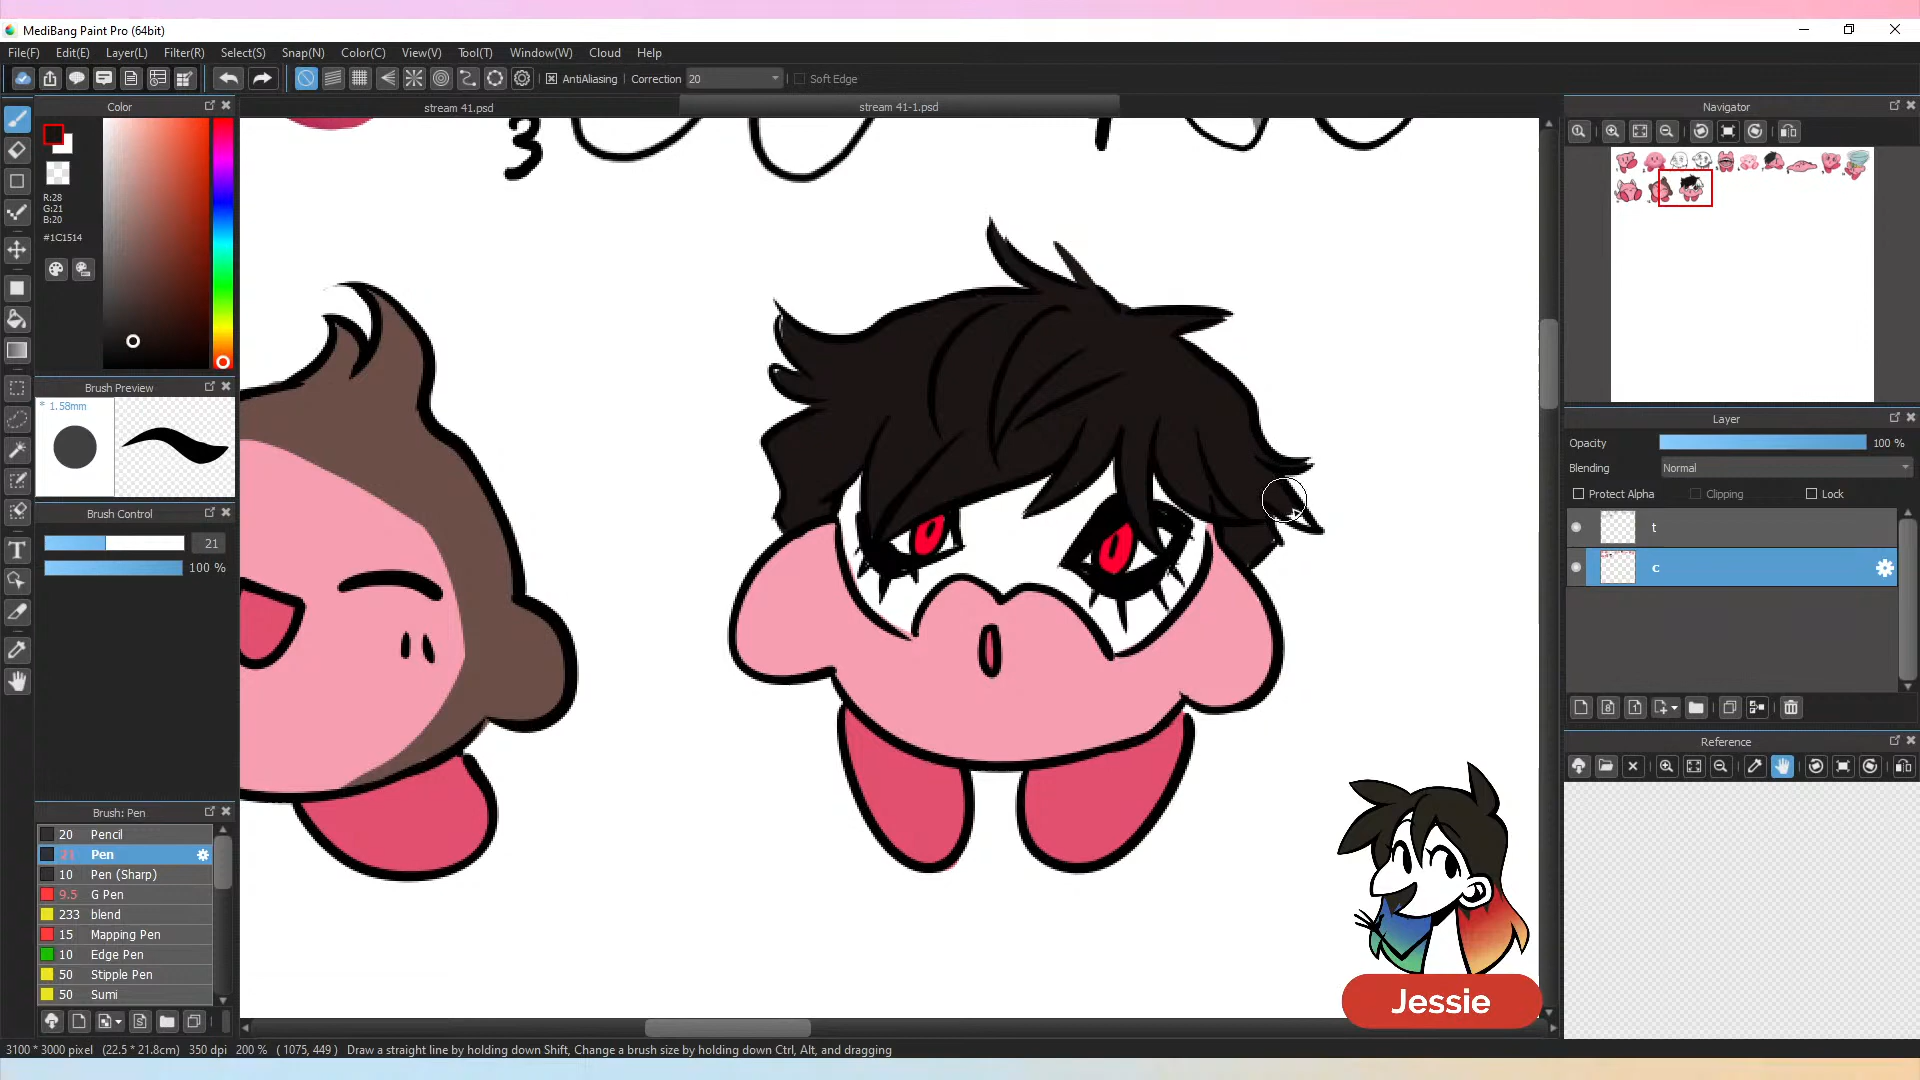 MediBang Paint Pro (64bit)
File(F) Edit(E) Layer(L) Filter(R) Select(S) Snap(N) Color(C) View(V) Tool(T) Window(W) Cloud Help
AntiAliasing Correction 20 Soft Edge
Color
stream 41.psd
stream 41-1.psd
Navigator
R:28
G:21
B:20
#1C1514
3
1
Brush Preview
* 1.58mm
Brush Control
21
100 %
Layer
Opacity 100 %
Blending Normal
Protect Alpha Clipping Lock
t
c
Reference
Brush: Pen
20 Pencil
21 Pen
10 Pen (Sharp)
9.5 G Pen
233 blend
15 Mapping Pen
10 Edge Pen
50 Stipple Pen
50 Sumi
Jessie
3100 * 3000 pixel (22.5 * 21.8cm) 350 dpi 200 % ( 1075, 449 ) Draw a straight line by holding down Shift, Change a brush size by holding down Ctrl, Alt, and dragging